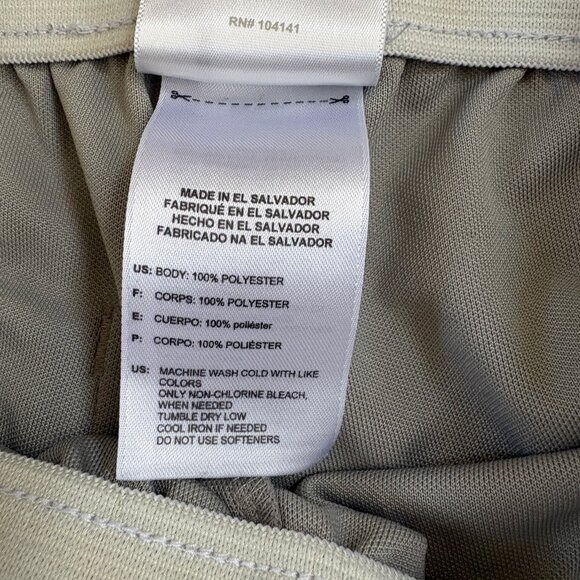 RN# 104141
MADE IN EL SALVADOR
FABRIQUÉ EN EL SALVADOR
HECHO EN EL SALVADOR
FABRICADO NA EL SALVADOR
US: BODY: 100% POLYESTER
F: CORPS: 100% POLYESTER
E: CUERPO: 100% poliéster
P: CORPO: 100% POLIÉSTER
US: MACHINE WASH COLD WITH LIKE
COLORS
ONLY NON-CHLORINE BLEACH,
WHEN NEEDED
TUMBLE DRY LOW
COOL IRON IF NEEDED
DO NOT USE SOFTENERS